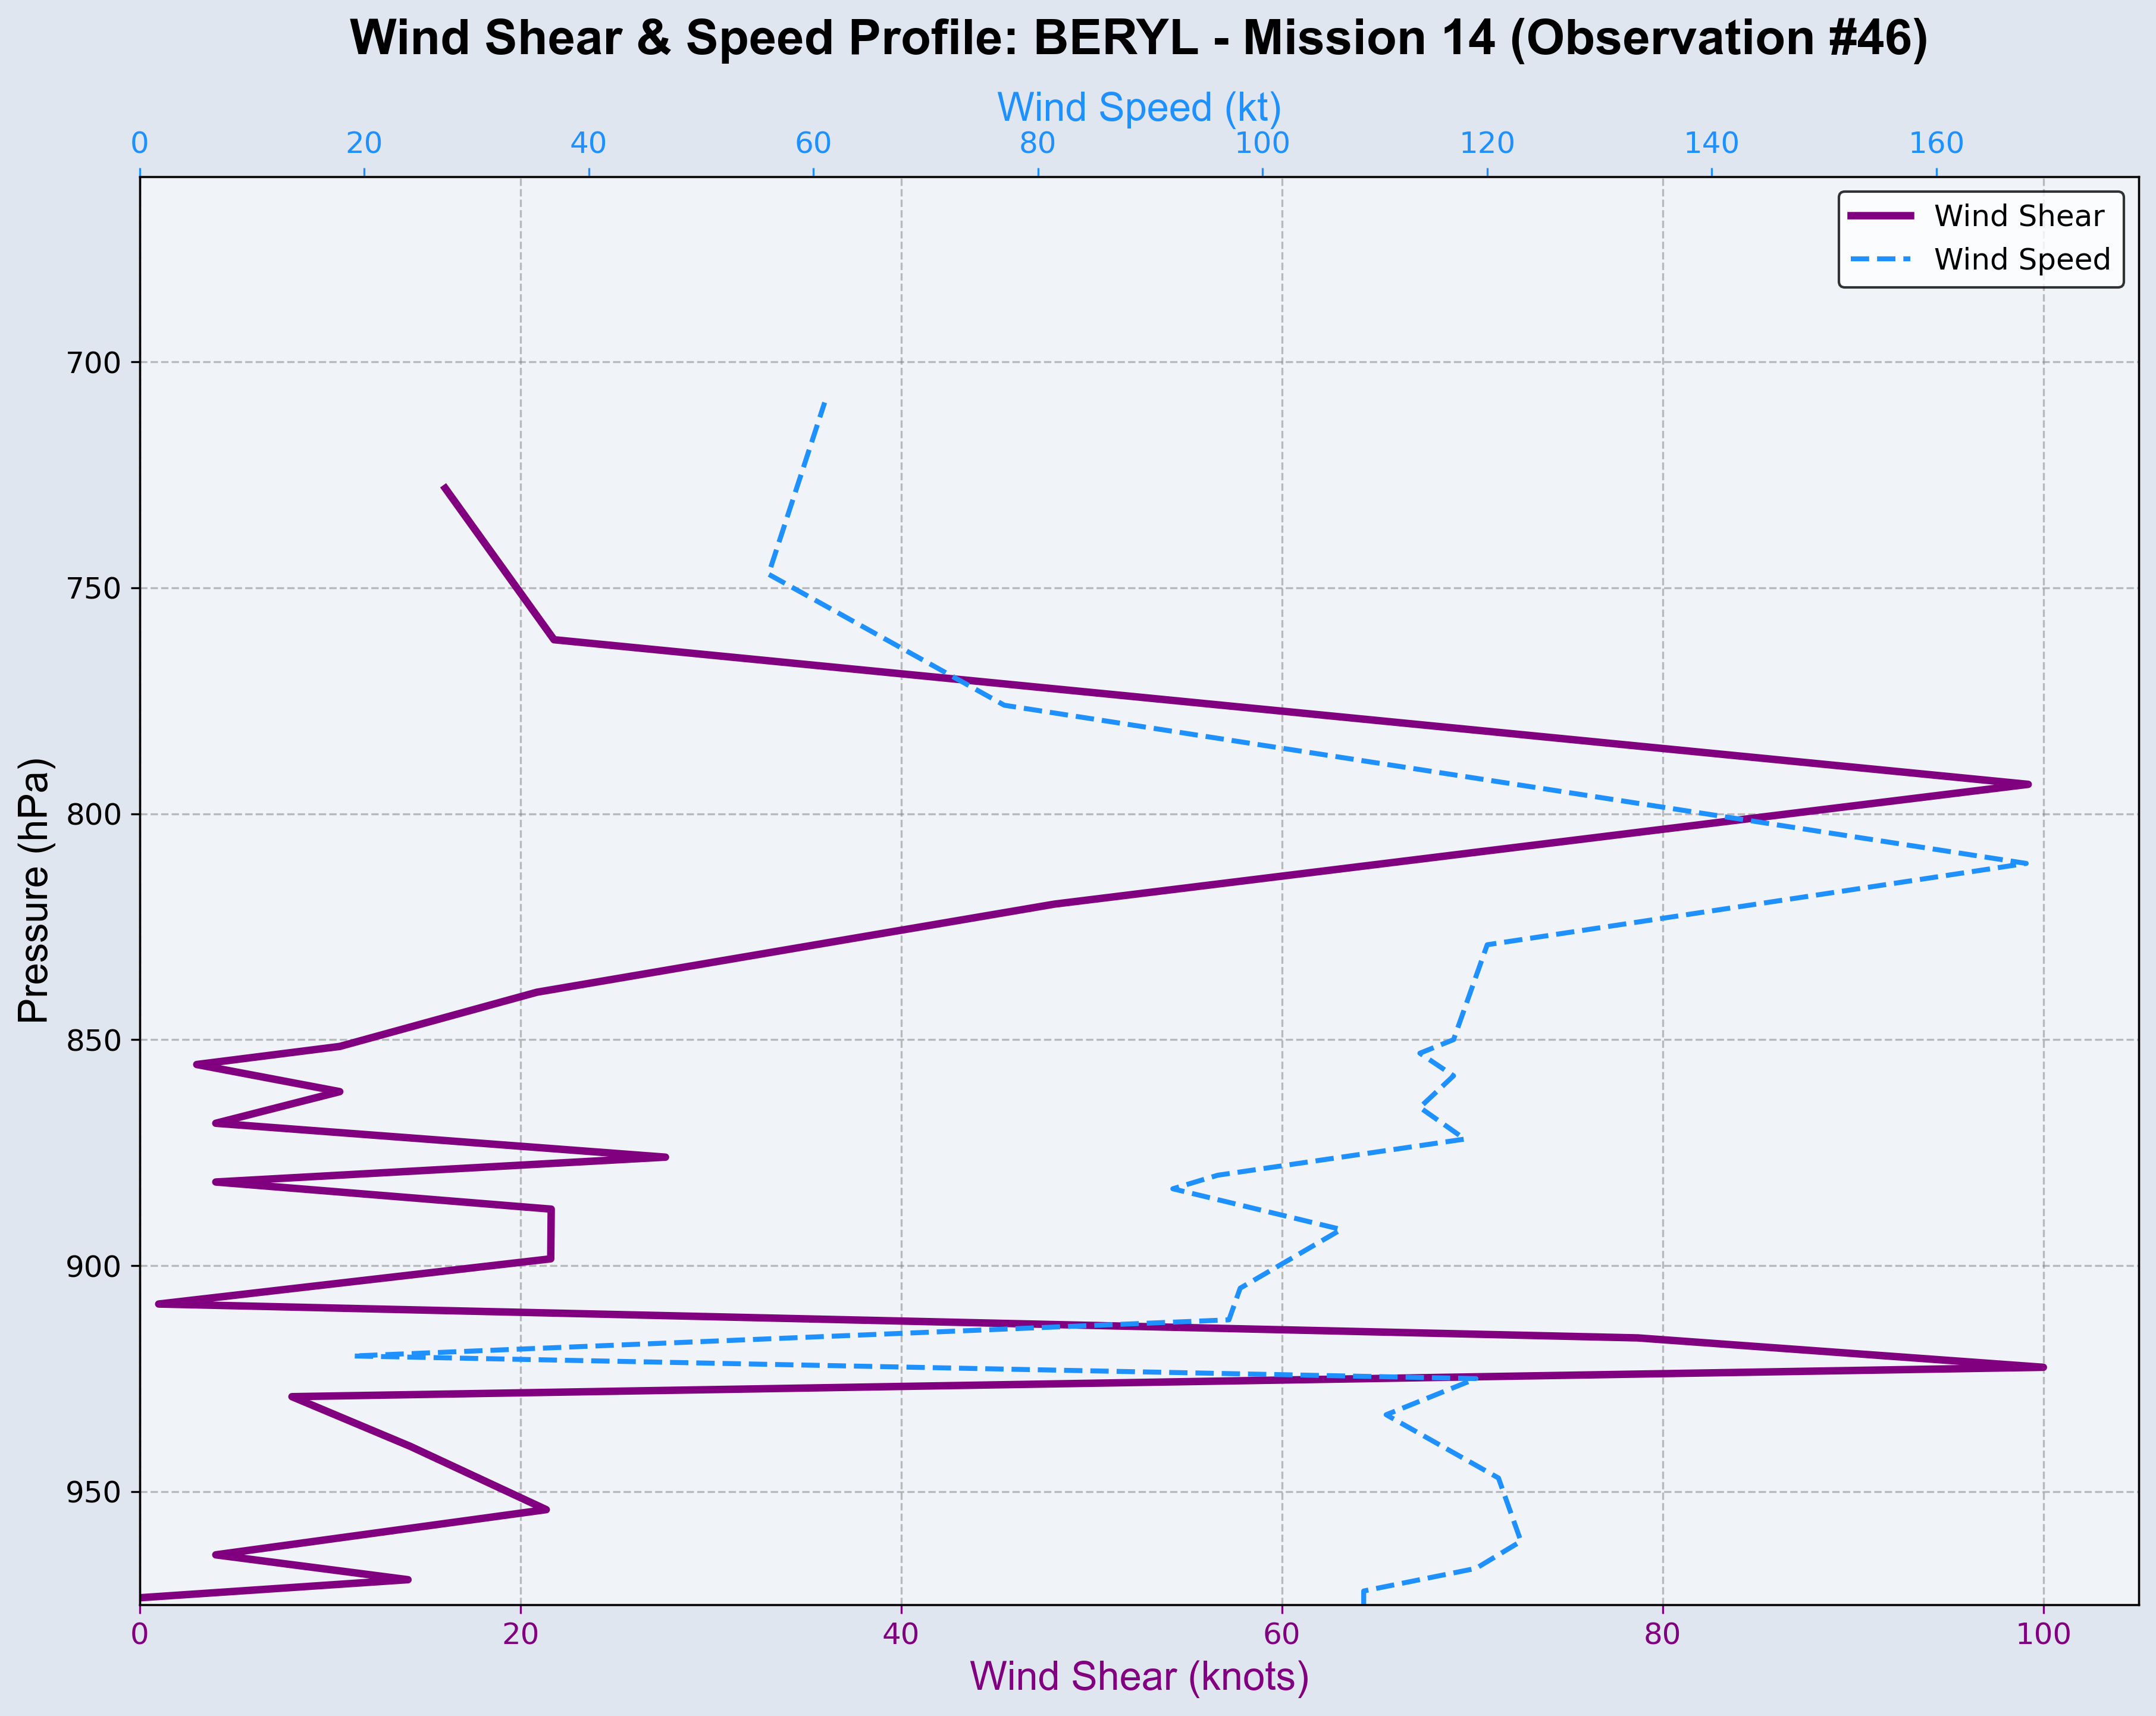 Wind Shear & Speed Profile: BERYL - Mission 14 (Observation #46)
Wind Speed (kt)
0 20 40 60 80 100 120 140 160
Wind Shear
Wind Speed
700
750
800
850
900
950
Pressure (hPa)
0 20 40 60 80 100
Wind Shear (knots)